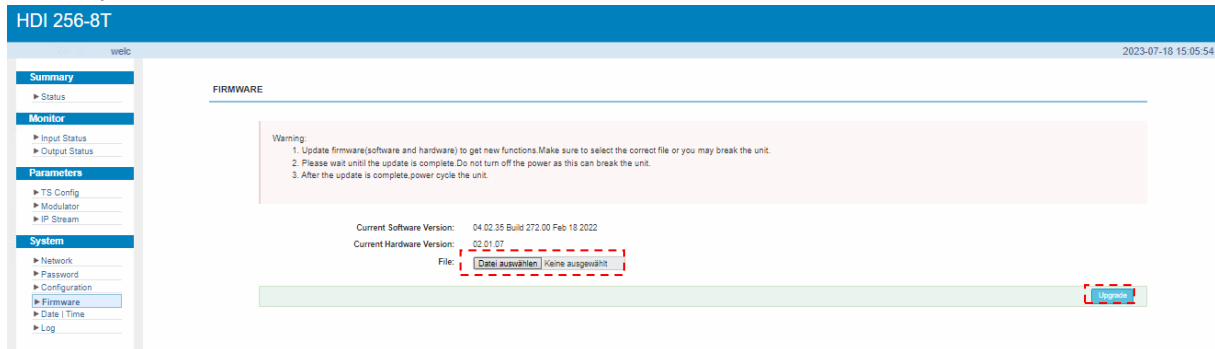 HDI 256-8T
welc
2023-07-18 15:05:54
Summary
Status
Monitor
Input Status
Output Status
Parameters
TS Config
Modulator
IP Stream
System
Network
Password
Configuration
Firmware
Date | Time
Log
FIRMWARE
Warning:
1. Update firmware(software and hardware) to get new functions.Make sure to select the correct file or you may break the unit.
2. Please wait unitil the update is complete.Do not turn off the power as this can break the unit.
3. After the update is complete,power cycle the unit.
Current Software Version: 04.02.35 Build 272.00 Feb 18 2022
Current Hardware Version: 02.01.07
File: Datei auswählen Keine ausgewählt
Upgrade